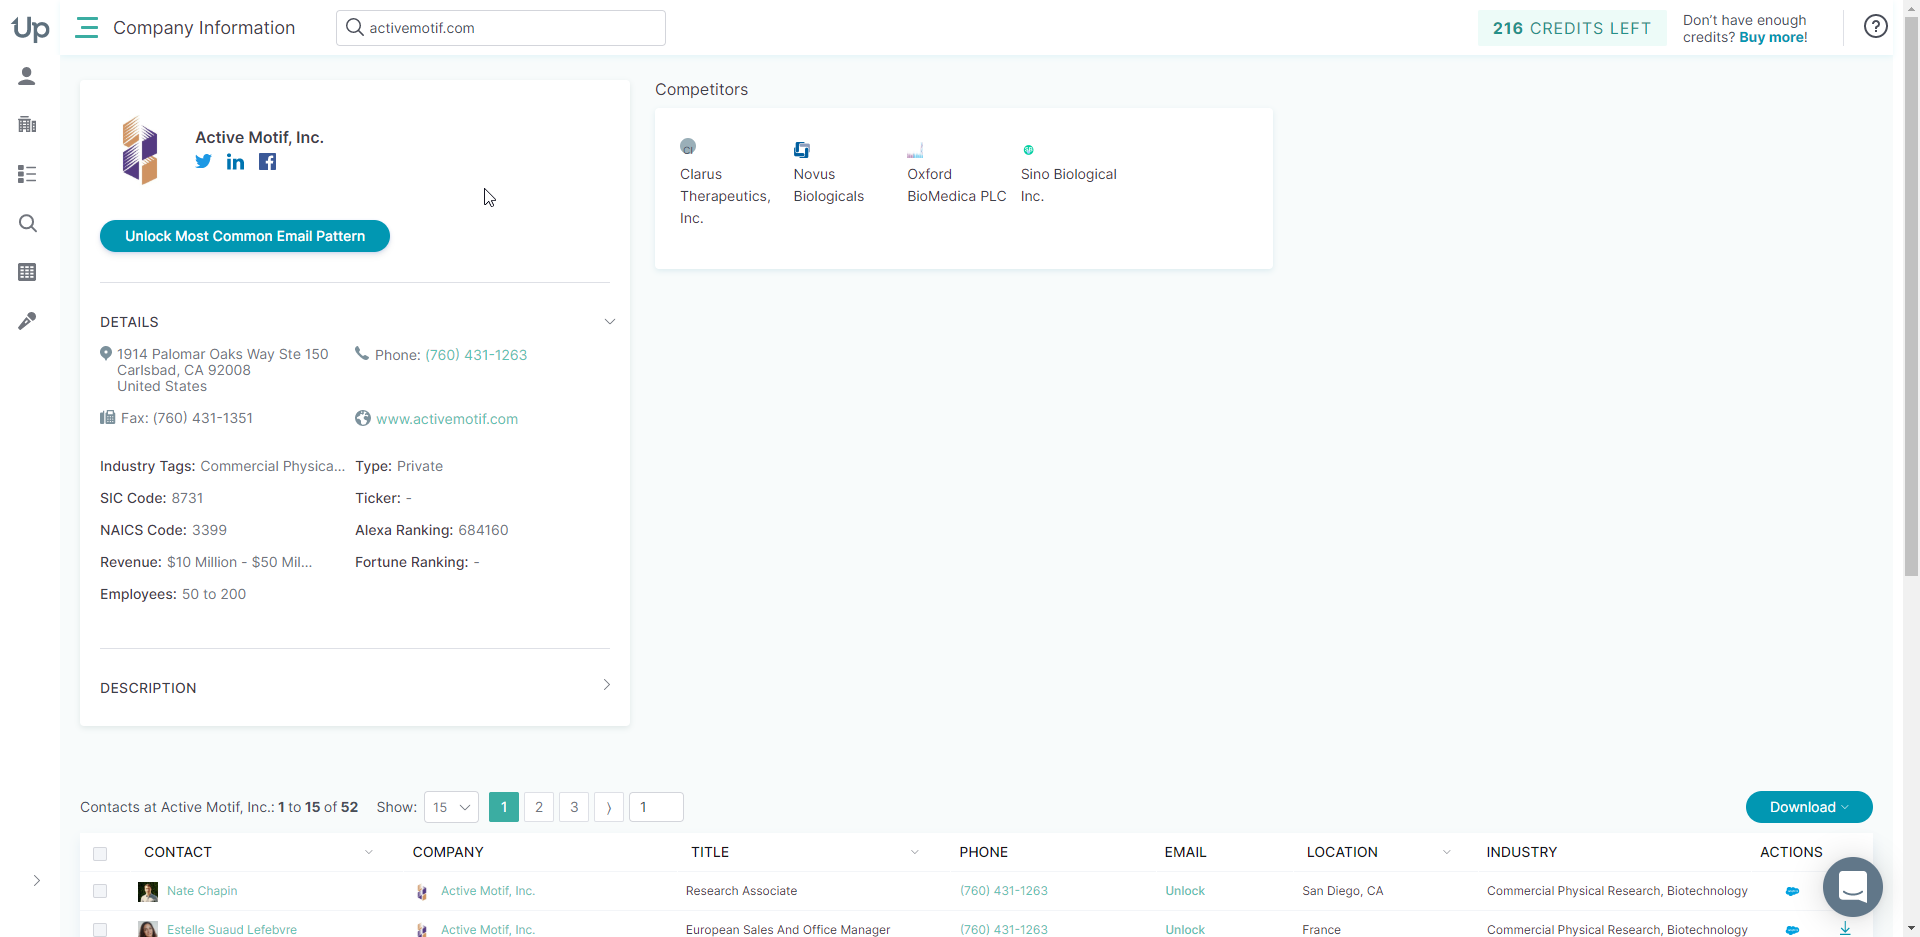 Up
Company Information
activemotif.com
216 CREDITS LEFT
Don't have enough
credits? Buy more!
Active Motif, Inc.
Unlock Most Common Email Pattern
DETAILS
1914 Palomar Oaks Way Ste 150
Carlsbad, CA 92008
United States
Phone: (760) 431-1263
Fax: (760) 431-1351
www.activemotif.com
Industry Tags: Commercial Physica...
Type: Private
SIC Code: 8731
Ticker: -
NAICS Code: 3399
Alexa Ranking: 684160
Revenue: $10 Million - $50 Mil...
Fortune Ranking: -
Employees: 50 to 200
DESCRIPTION
Competitors
Clarus
Therapeutics,
Inc.
Novus
Biologicals
Oxford
BioMedica PLC
Sino Biological
Inc.
Contacts at Active Motif, Inc.: 1 to 15 of 52 Show: 15 1 2 3 1
Download
CONTACT COMPANY TITLE PHONE EMAIL LOCATION INDUSTRY ACTIONS
Nate Chapin Active Motif, Inc. Research Associate (760) 431-1263 Unlock San Diego, CA Commercial Physical Research, Biotechnology
Estelle Suaud Lefebvre Active Motif, Inc. European Sales And Office Manager (760) 431-1263 Unlock France Commercial Physical Research, Biotechnology